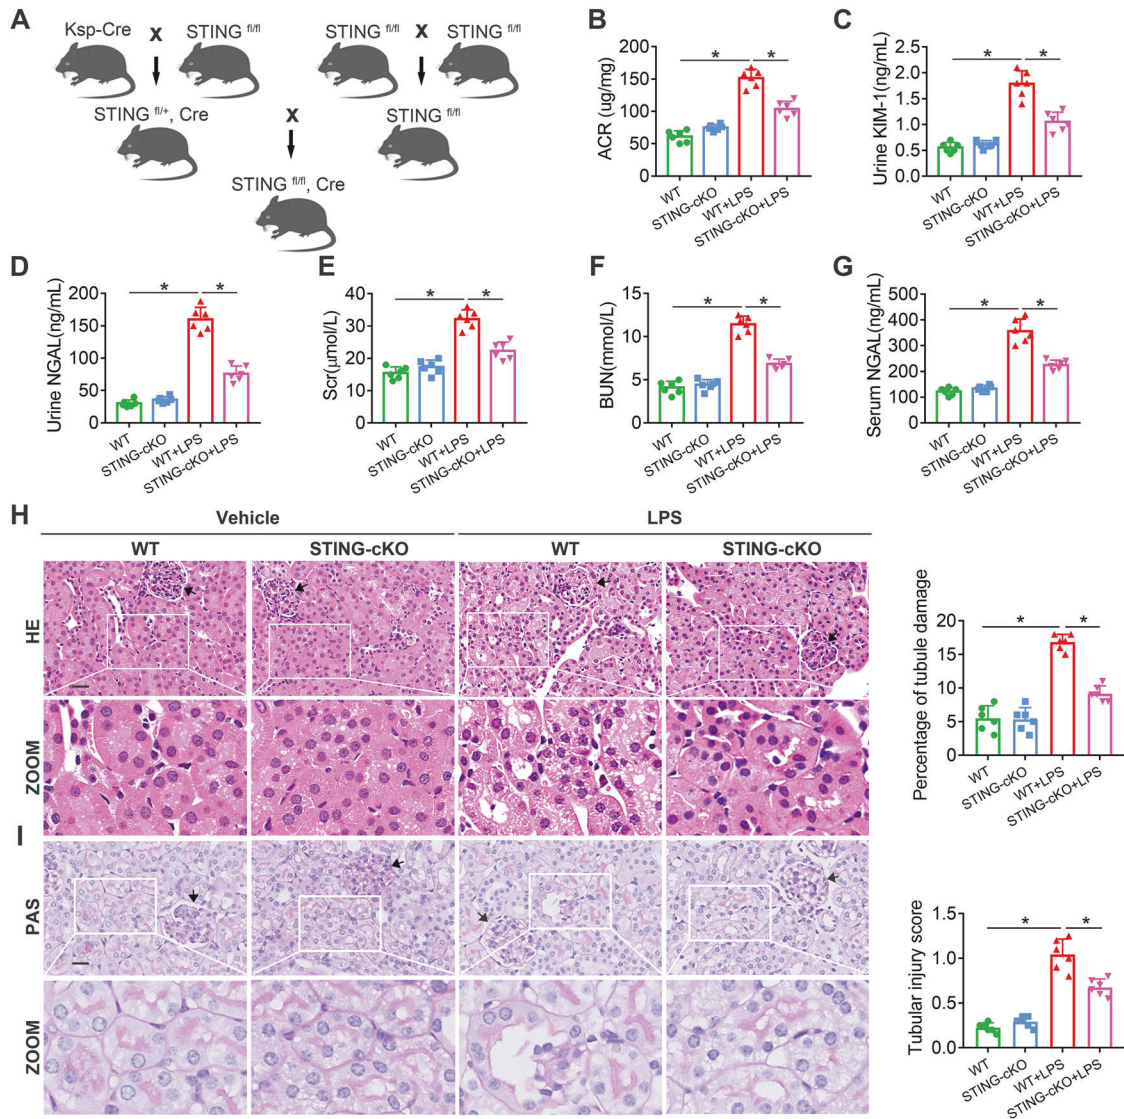 A
Ksp-Cre x STING fl/fl
STING fl/fl x STING fl/fl
STING fl/+, Cre x STING fl/fl
STING fl/fl, Cre
B
ACR (ug/mg)
200
150
100
50
0
* *
WT
STING-cKO
WT+LPS
STING-cKO+LPS
C
Urine KIM-1(ng/mL)
2.5
2.0
1.5
1.0
0.5
0.0
* *
WT
STING-cKO
WT+LPS
STING-cKO+LPS
D
Urine NGAL(ng/mL)
200
150
100
50
0
* *
WT
STING-cKO
WT+LPS
STING-cKO+LPS
E
Scr(μmol/L)
40
30
20
10
0
* *
WT
STING-cKO
WT+LPS
STING-cKO+LPS
F
BUN(mmol/L)
15
10
5
0
* *
WT
STING-cKO
WT+LPS
STING-cKO+LPS
G
Serum NGAL(ng/mL)
500
400
300
200
100
0
* *
WT
STING-cKO
WT+LPS
STING-cKO+LPS
H
Vehicle LPS
WT STING-cKO WT STING-cKO
HE
ZOOM
Percentage of tubule damage
20
15
10
5
0
* *
WT
STING-cKO
WT+LPS
STING-cKO+LPS
I
PAS
ZOOM
Tubular injury score
1.5
1.0
0.5
0.0
* *
WT
STING-cKO
WT+LPS
STING-cKO+LPS